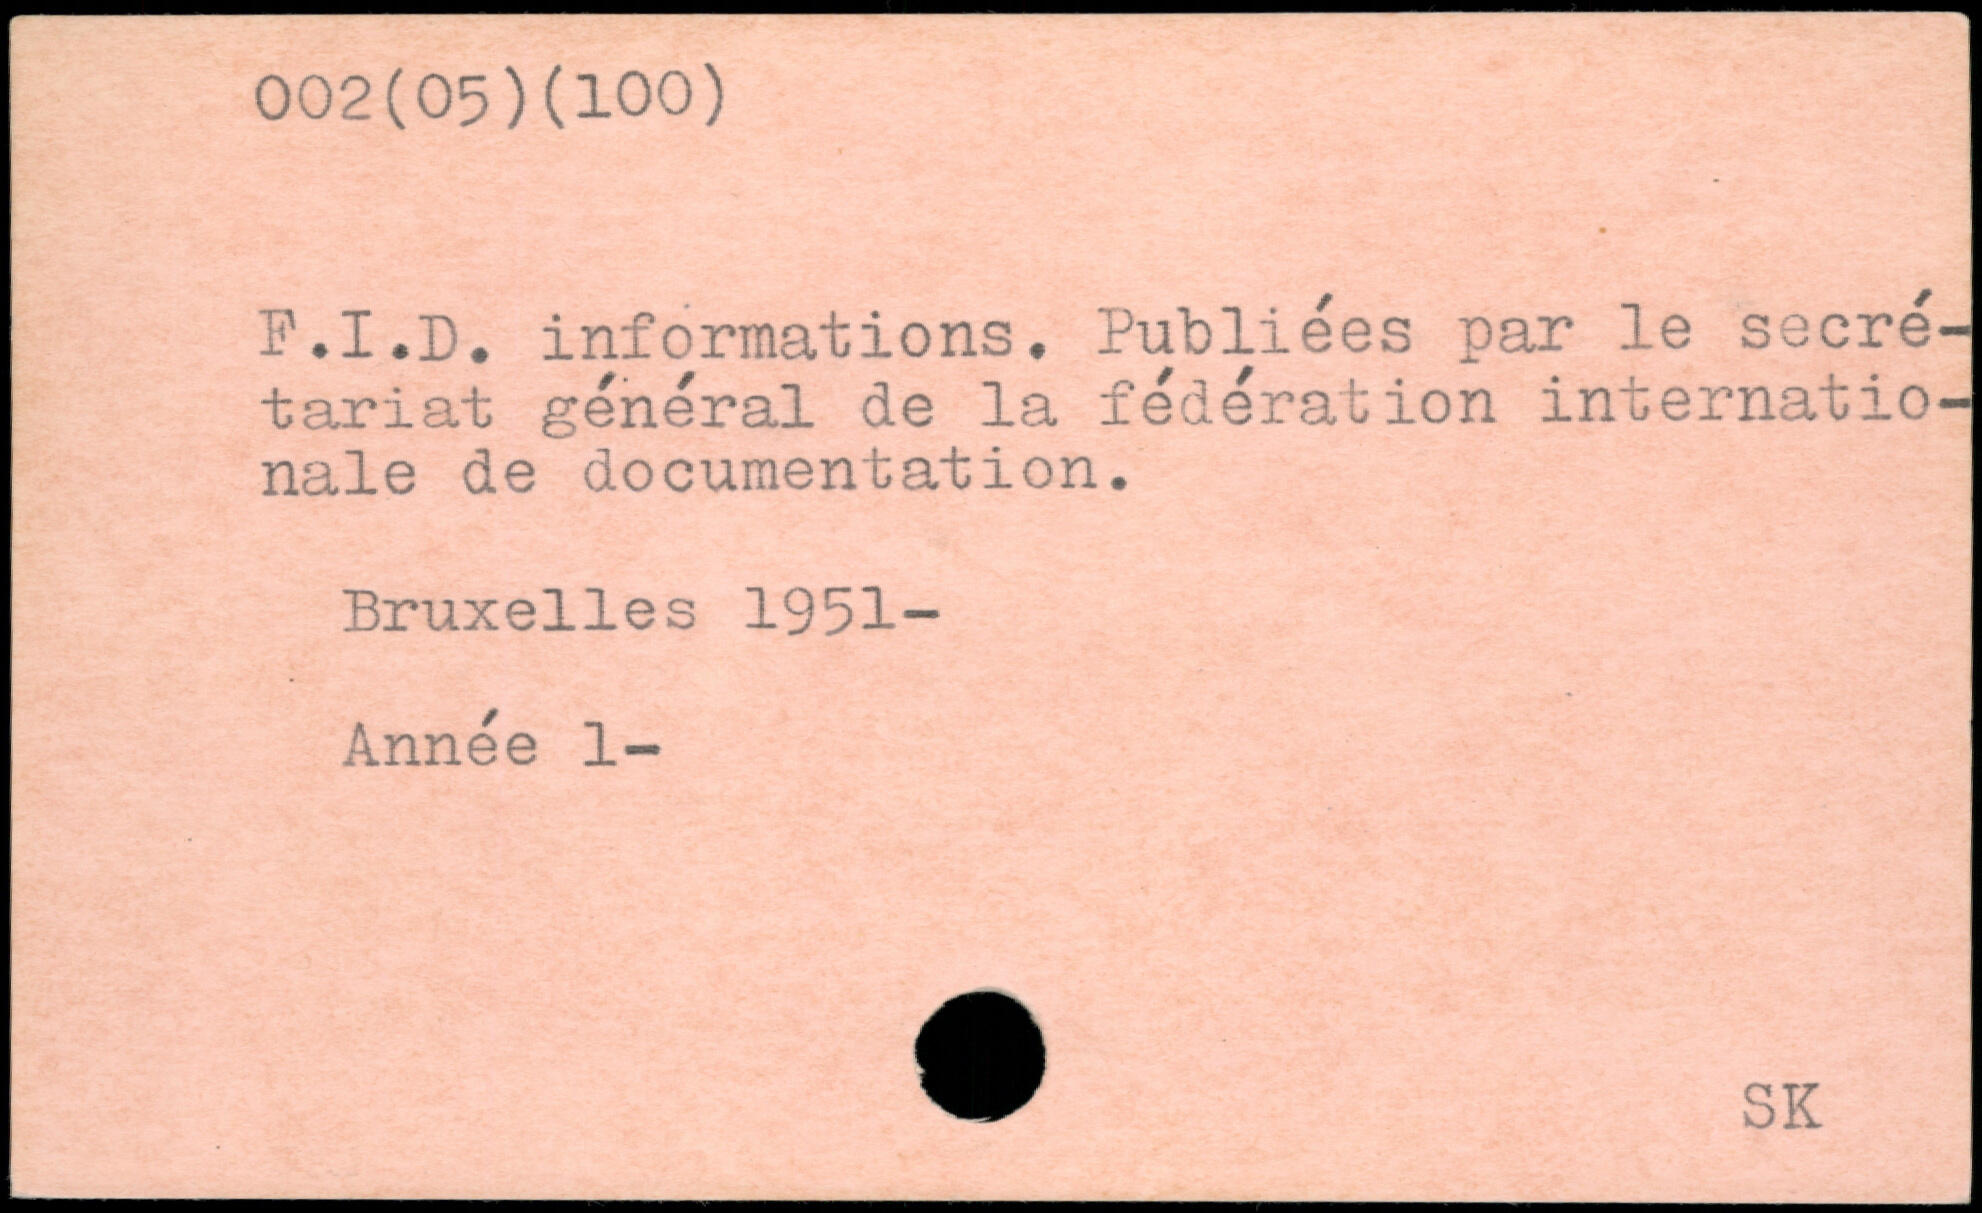 002(05)(100)
F.I.D. informations. Publiées par le secré-
tariat général de la fédération internatio-
nale de documentation.
Bruxelles 1951-
Année 1-
SK